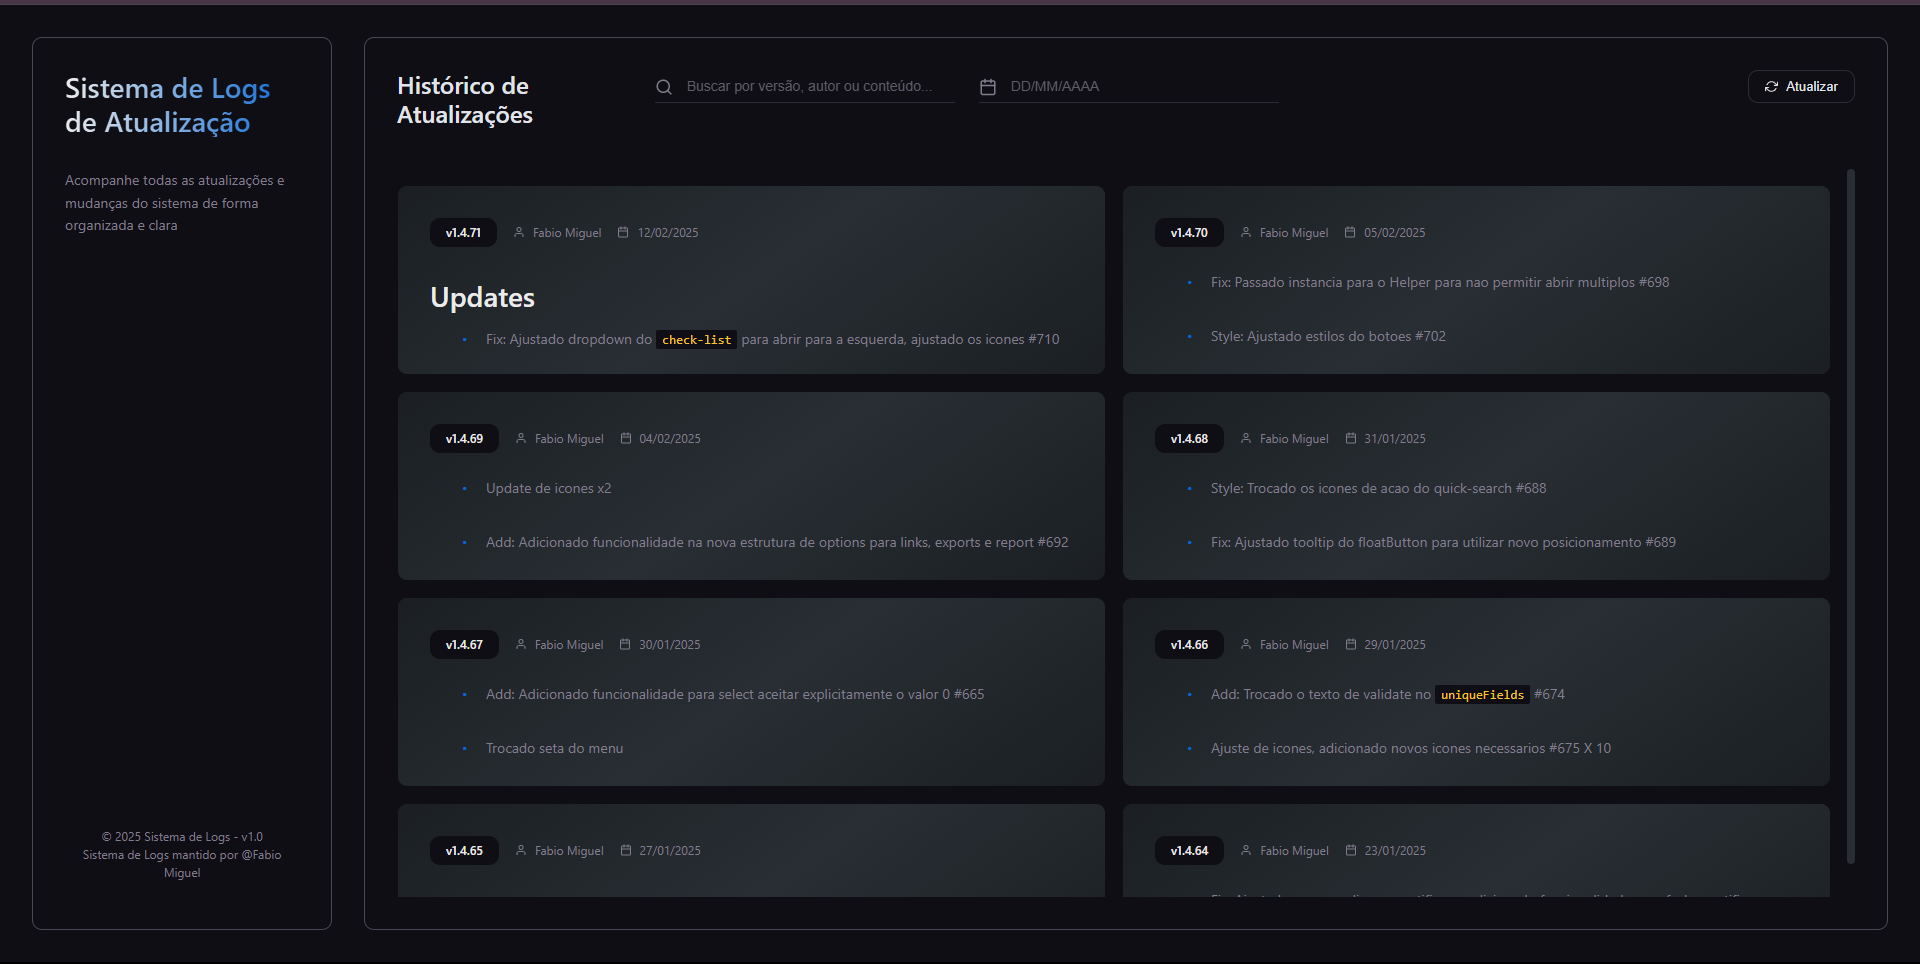 Sistema de Logs
de Atualização
Acompanhe todas as atualizações e
mudanças do sistema de forma
organizada e clara
© 2025 Sistema de Logs - v1.0
Sistema de Logs mantido por @Fabio
Miguel
Histórico de
Atualizações
Buscar por versão, autor ou conteúdo...
DD/MM/AAAA
Atualizar
v1.4.71 Fabio Miguel 12/02/2025
Updates
• Fix: Ajustado dropdown do check-list para abrir para a esquerda, ajustado os icones #710
v1.4.70 Fabio Miguel 05/02/2025
• Fix: Passado instancia para o Helper para nao permitir abrir multiplos #698
• Style: Ajustado estilos do botoes #702
v1.4.69 Fabio Miguel 04/02/2025
• Update de icones x2
• Add: Adicionado funcionalidade na nova estrutura de options para links, exports e report #692
v1.4.68 Fabio Miguel 31/01/2025
• Style: Trocado os icones de acao do quick-search #688
• Fix: Ajustado tooltip do floatButton para utilizar novo posicionamento #689
v1.4.67 Fabio Miguel 30/01/2025
• Add: Adicionado funcionalidade para select aceitar explicitamente o valor 0 #665
• Trocado seta do menu
v1.4.66 Fabio Miguel 29/01/2025
• Add: Trocado o texto de validate no uniqueFields #674
• Ajuste de icones, adicionado novos icones necessarios #675 X 10
v1.4.65 Fabio Miguel 27/01/2025
v1.4.64 Fabio Miguel 23/01/2025